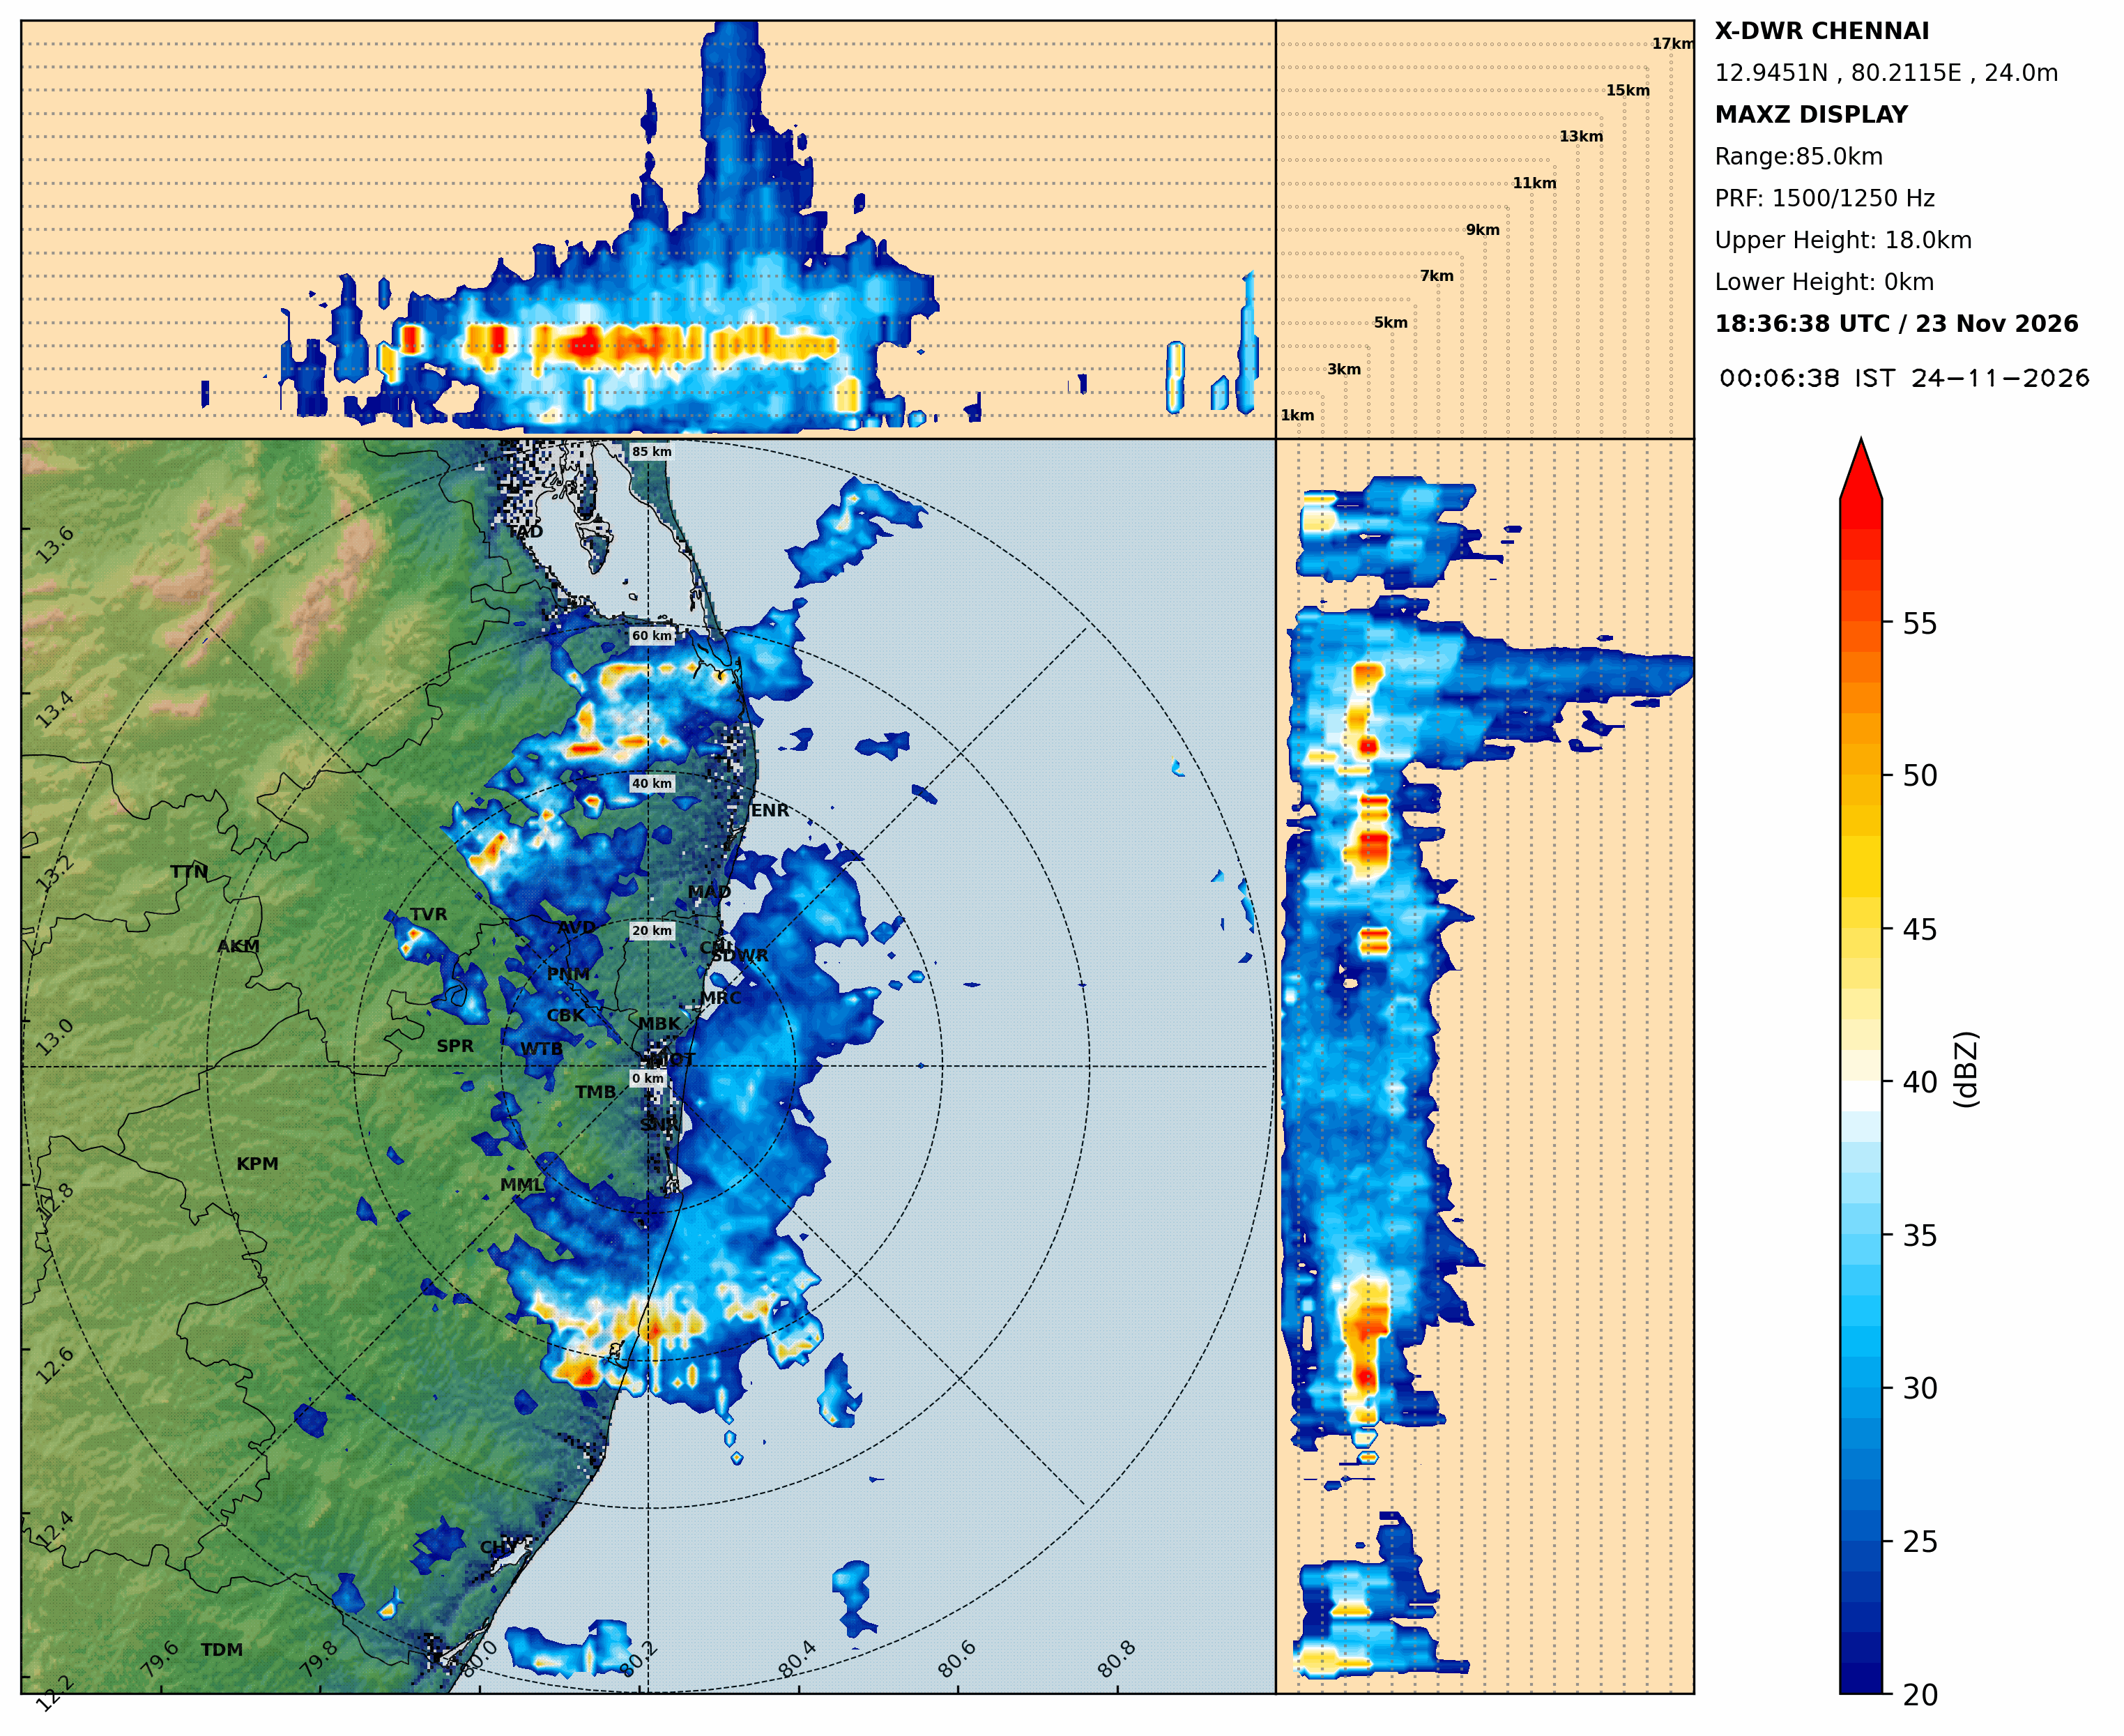 X-DWR CHENNAI
12.9451N , 80.2115E , 24.0m
MAXZ DISPLAY
Range:85.0km
PRF: 1500/1250 Hz
Upper Height: 18.0km
Lower Height: 0km
18:36:38 UTC / 23 Nov 2026
00:06:38 IST 24-11-2026
17km
15km
13km
11km
9km
7km
5km
3km
1km
85 km
TAD
13.6
60 km
13.4
40 km
ENR
13.2
TTN
MAD
TVR
AVD
20 km
AKM
SDWR
PNM
MRC
CBK
MBK
13.0
SPR
WTB
0 km
TMB
SNR
KPM
MML
12.8
12.6
12.4
TDM
12.2
79.6
79.8
80.0
80.2
80.4
80.6
80.8
55
50
45
40
35
30
25
20
(dBZ)